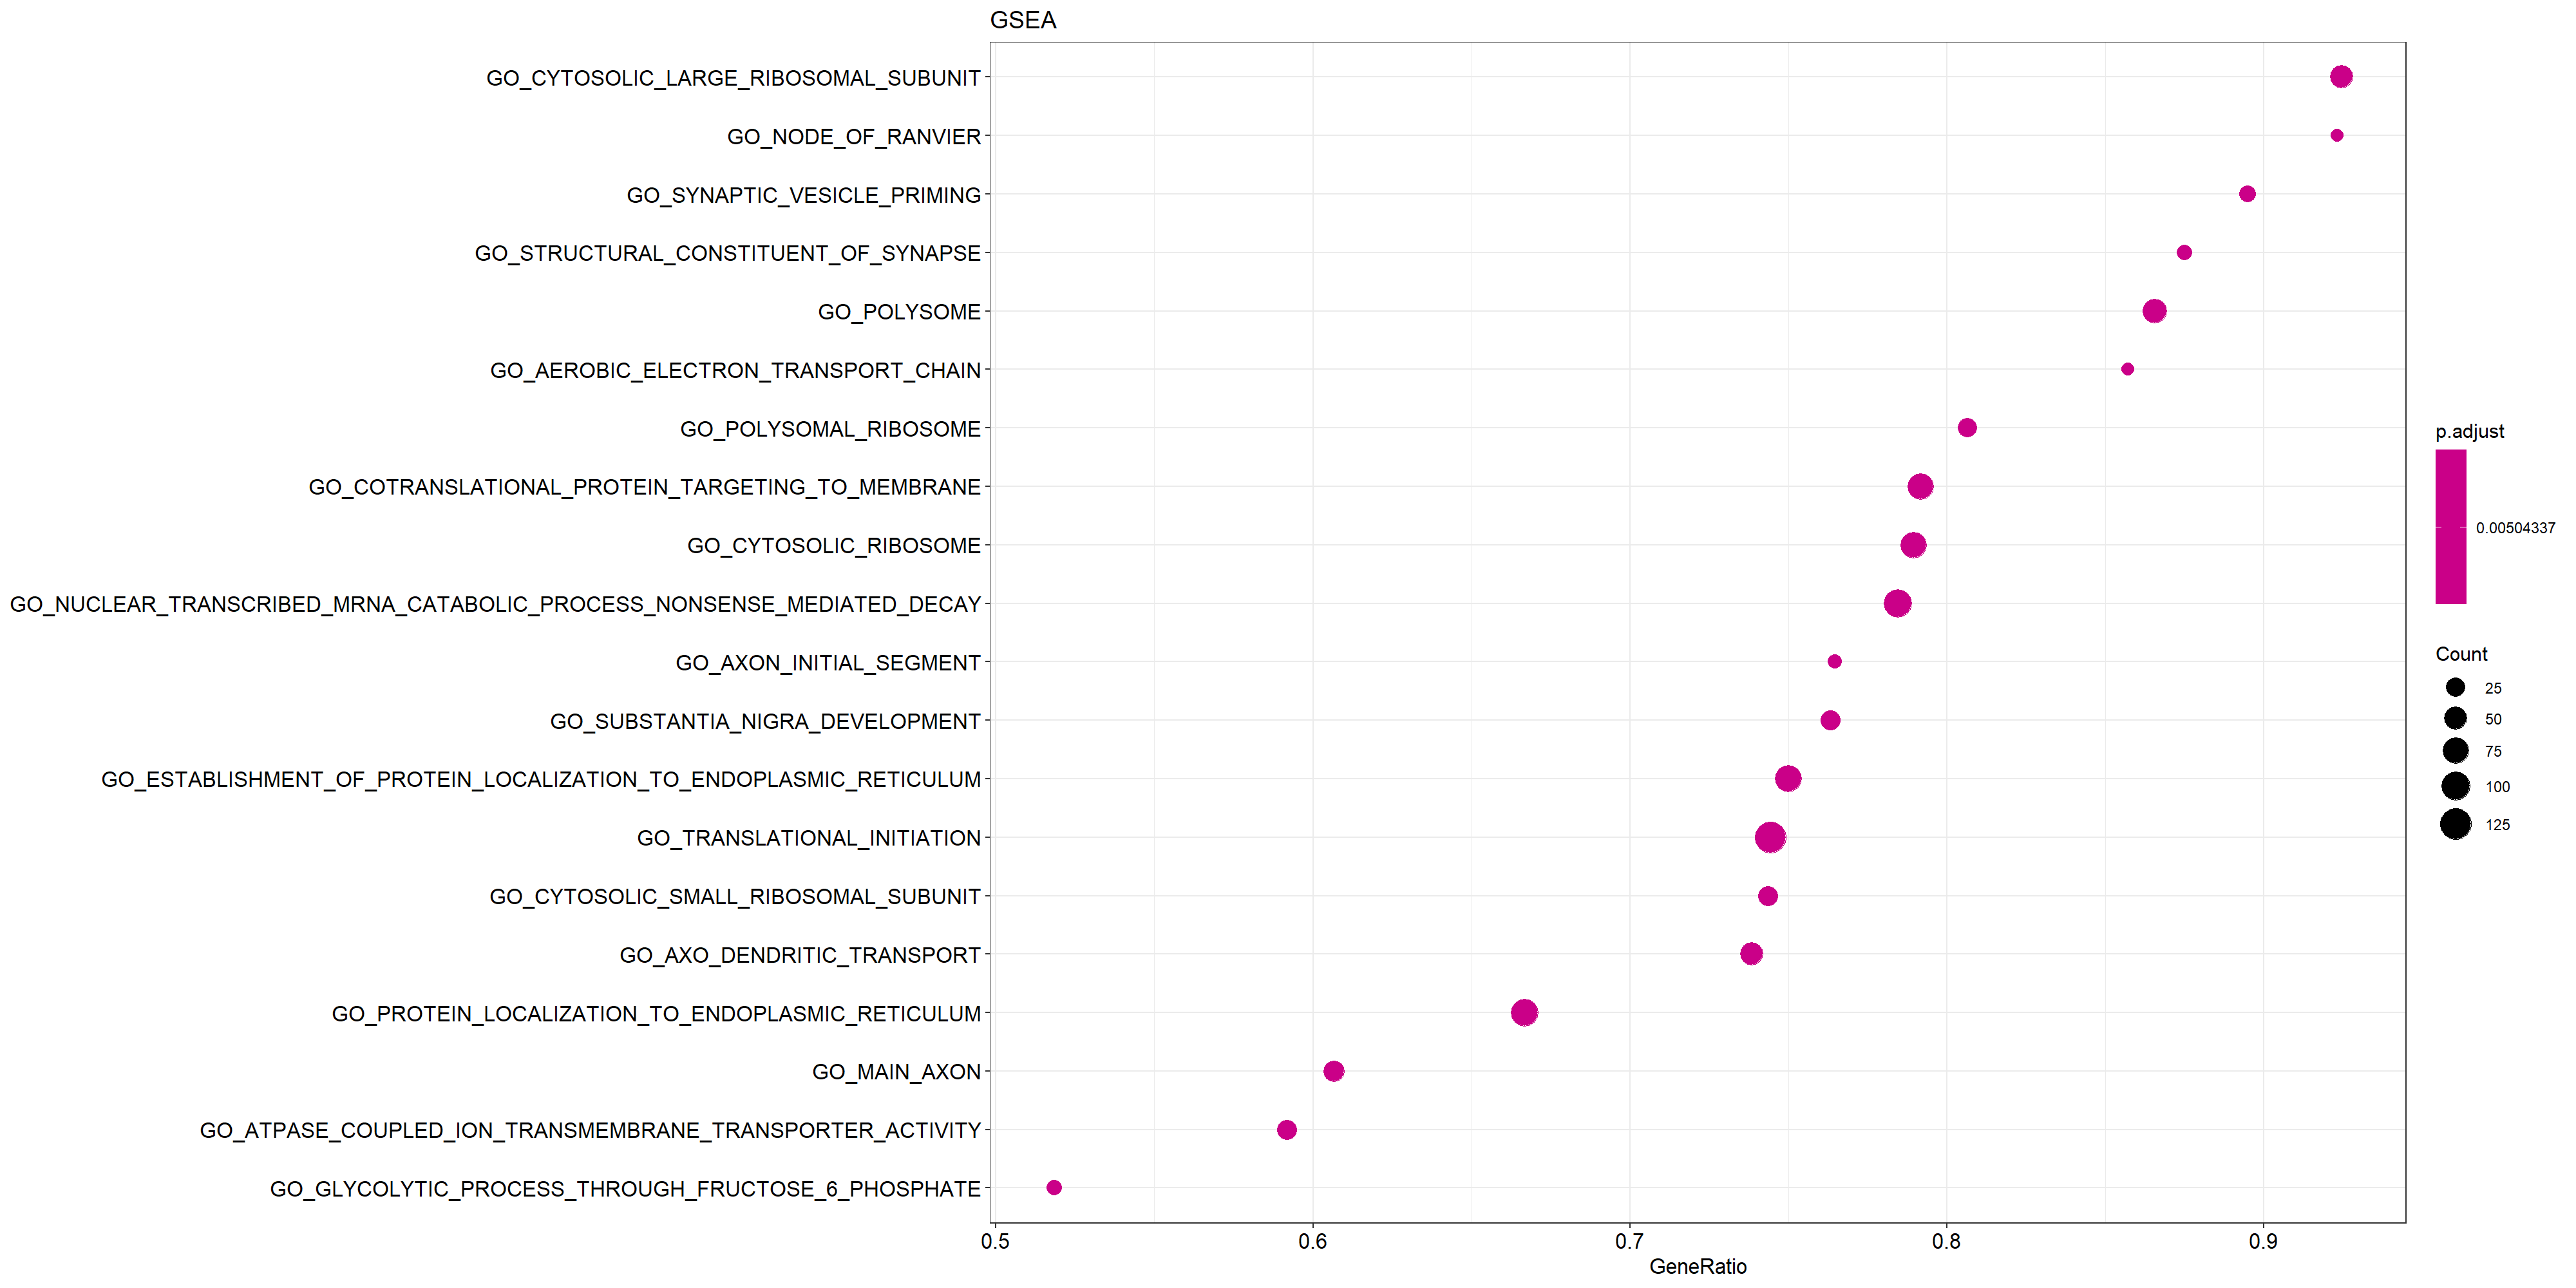 GSEA
GO_CYTOSOLIC_LARGE_RIBOSOMAL_SUBUNIT
GO_NODE_OF_RANVIER
GO_SYNAPTIC_VESICLE_PRIMING
GO_STRUCTURAL_CONSTITUENT_OF_SYNAPSE
GO_POLYSOME
GO_AEROBIC_ELECTRON_TRANSPORT_CHAIN
GO_POLYSOMAL_RIBOSOME
GO_COTRANSLATIONAL_PROTEIN_TARGETING_TO_MEMBRANE
GO_CYTOSOLIC_RIBOSOME
GO_NUCLEAR_TRANSCRIBED_MRNA_CATABOLIC_PROCESS_NONSENSE_MEDIATED_DECAY
GO_AXON_INITIAL_SEGMENT
GO_SUBSTANTIA_NIGRA_DEVELOPMENT
GO_ESTABLISHMENT_OF_PROTEIN_LOCALIZATION_TO_ENDOPLASMIC_RETICULUM
GO_TRANSLATIONAL_INITIATION
GO_CYTOSOLIC_SMALL_RIBOSOMAL_SUBUNIT
GO_AXO_DENDRITIC_TRANSPORT
GO_PROTEIN_LOCALIZATION_TO_ENDOPLASMIC_RETICULUM
GO_MAIN_AXON
GO_ATPASE_COUPLED_ION_TRANSMEMBRANE_TRANSPORTER_ACTIVITY
GO_GLYCOLYTIC_PROCESS_THROUGH_FRUCTOSE_6_PHOSPHATE
0.5 0.6 0.7 0.8 0.9
GeneRatio
p.adjust
0.00504337
Count
25
50
75
100
125